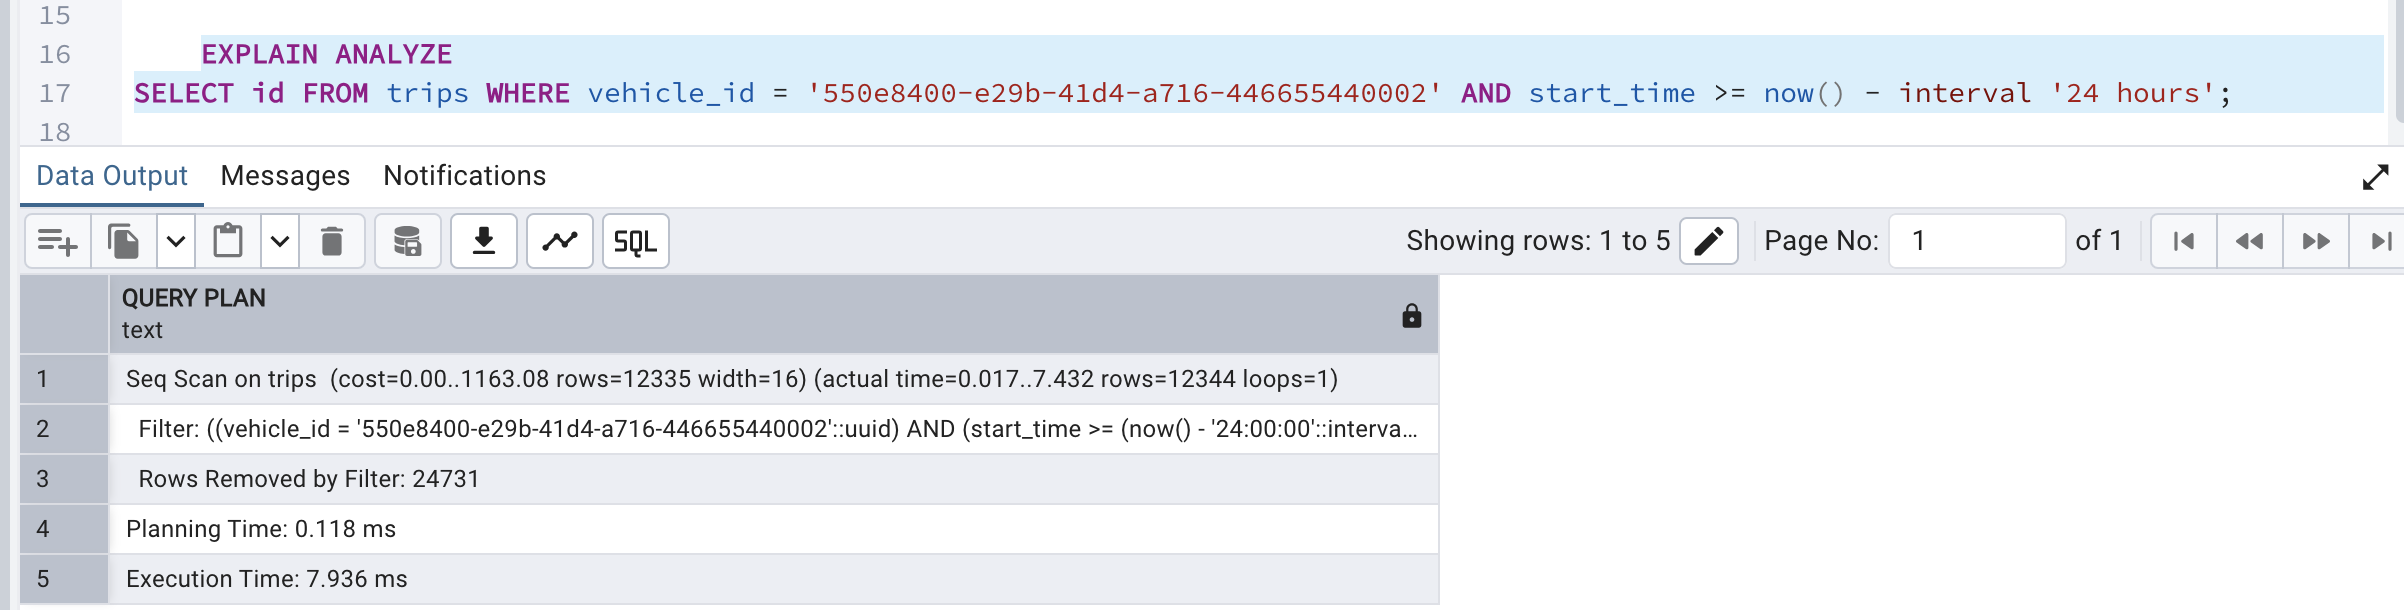 15
16 EXPLAIN ANALYZE
17 SELECT id FROM trips WHERE vehicle_id = '550e8400-e29b-41d4-a716-446655440002' AND start_time >= now() - interval '24 hours';
18
Data Output Messages Notifications
SQL Showing rows: 1 to 5 Page No: 1 of 1
QUERY PLAN
text
1 Seq Scan on trips (cost=0.00..1163.08 rows=12335 width=16) (actual time=0.017..7.432 rows=12344 loops=1)
2 Filter: ((vehicle_id = '550e8400-e29b-41d4-a716-446655440002'::uuid) AND (start_time >= (now() - '24:00:00'::interva...
3 Rows Removed by Filter: 24731
4 Planning Time: 0.118 ms
5 Execution Time: 7.936 ms